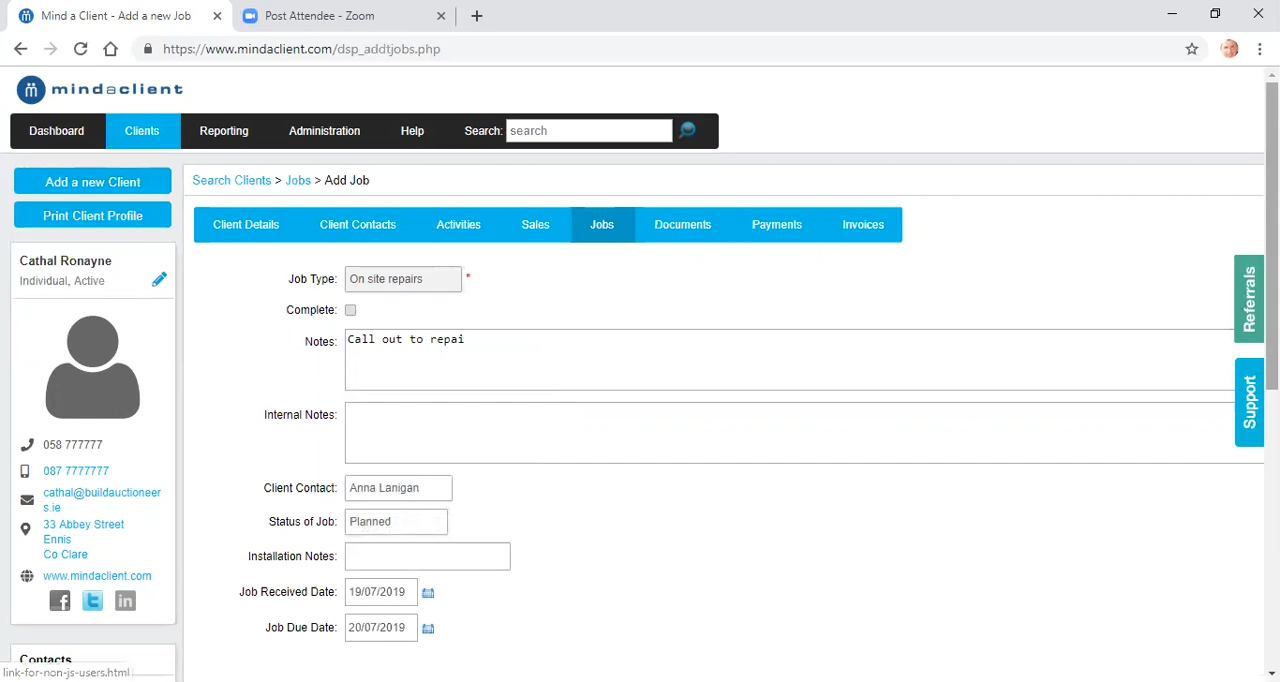 Mind a Client - Add a new Job
Post Attendee - Zoom
https://www.mindaclient.com/dsp_addtjobs.php
mindaclient
Dashboard Clients Reporting Administration Help Search: search
Add a new Client
Print Client Profile
Cathal Ronayne
Individual, Active
058 777777
087 7777777
cathal@buildauctioneer
s.ie
33 Abbey Street
Ennis
Co Clare
www.mindaclient.com
Contacts
link-for-non-js-users.html
Search Clients > Jobs > Add Job
Client Details Client Contacts Activities Sales Jobs Documents Payments Invoices
Job Type: On site repairs *
Complete:
Notes: Call out to repai
Internal Notes:
Client Contact: Anna Lanigan
Status of Job: Planned
Installation Notes:
Job Received Date: 19/07/2019
Job Due Date: 20/07/2019
Referrals
Support